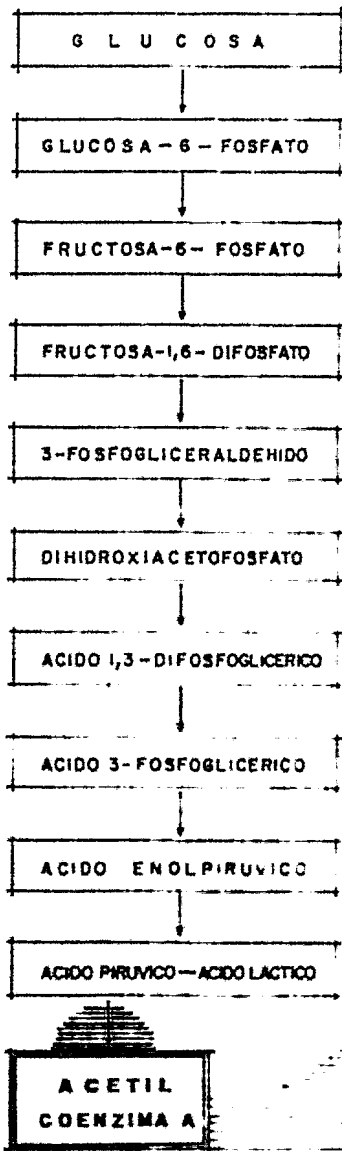 GLUCOSA
GLUCOSA-6-FOSFATO
FRUCTOSA-6-FOSFATO
FRUCTOSA-1,6-DIFOSFATO
3-FOSFOGLICERALDEHIDO
DIHIDROXIACETOFOSFATO
ACIDO 1,3-DIFOSFOGLICERICO
ACIDO 3-FOSFOGLICERICO
ACIDO ENOLPIRUVICO
ACIDO PIRUVICO—ACIDO LACTICO
ACETIL
COENZIMA A